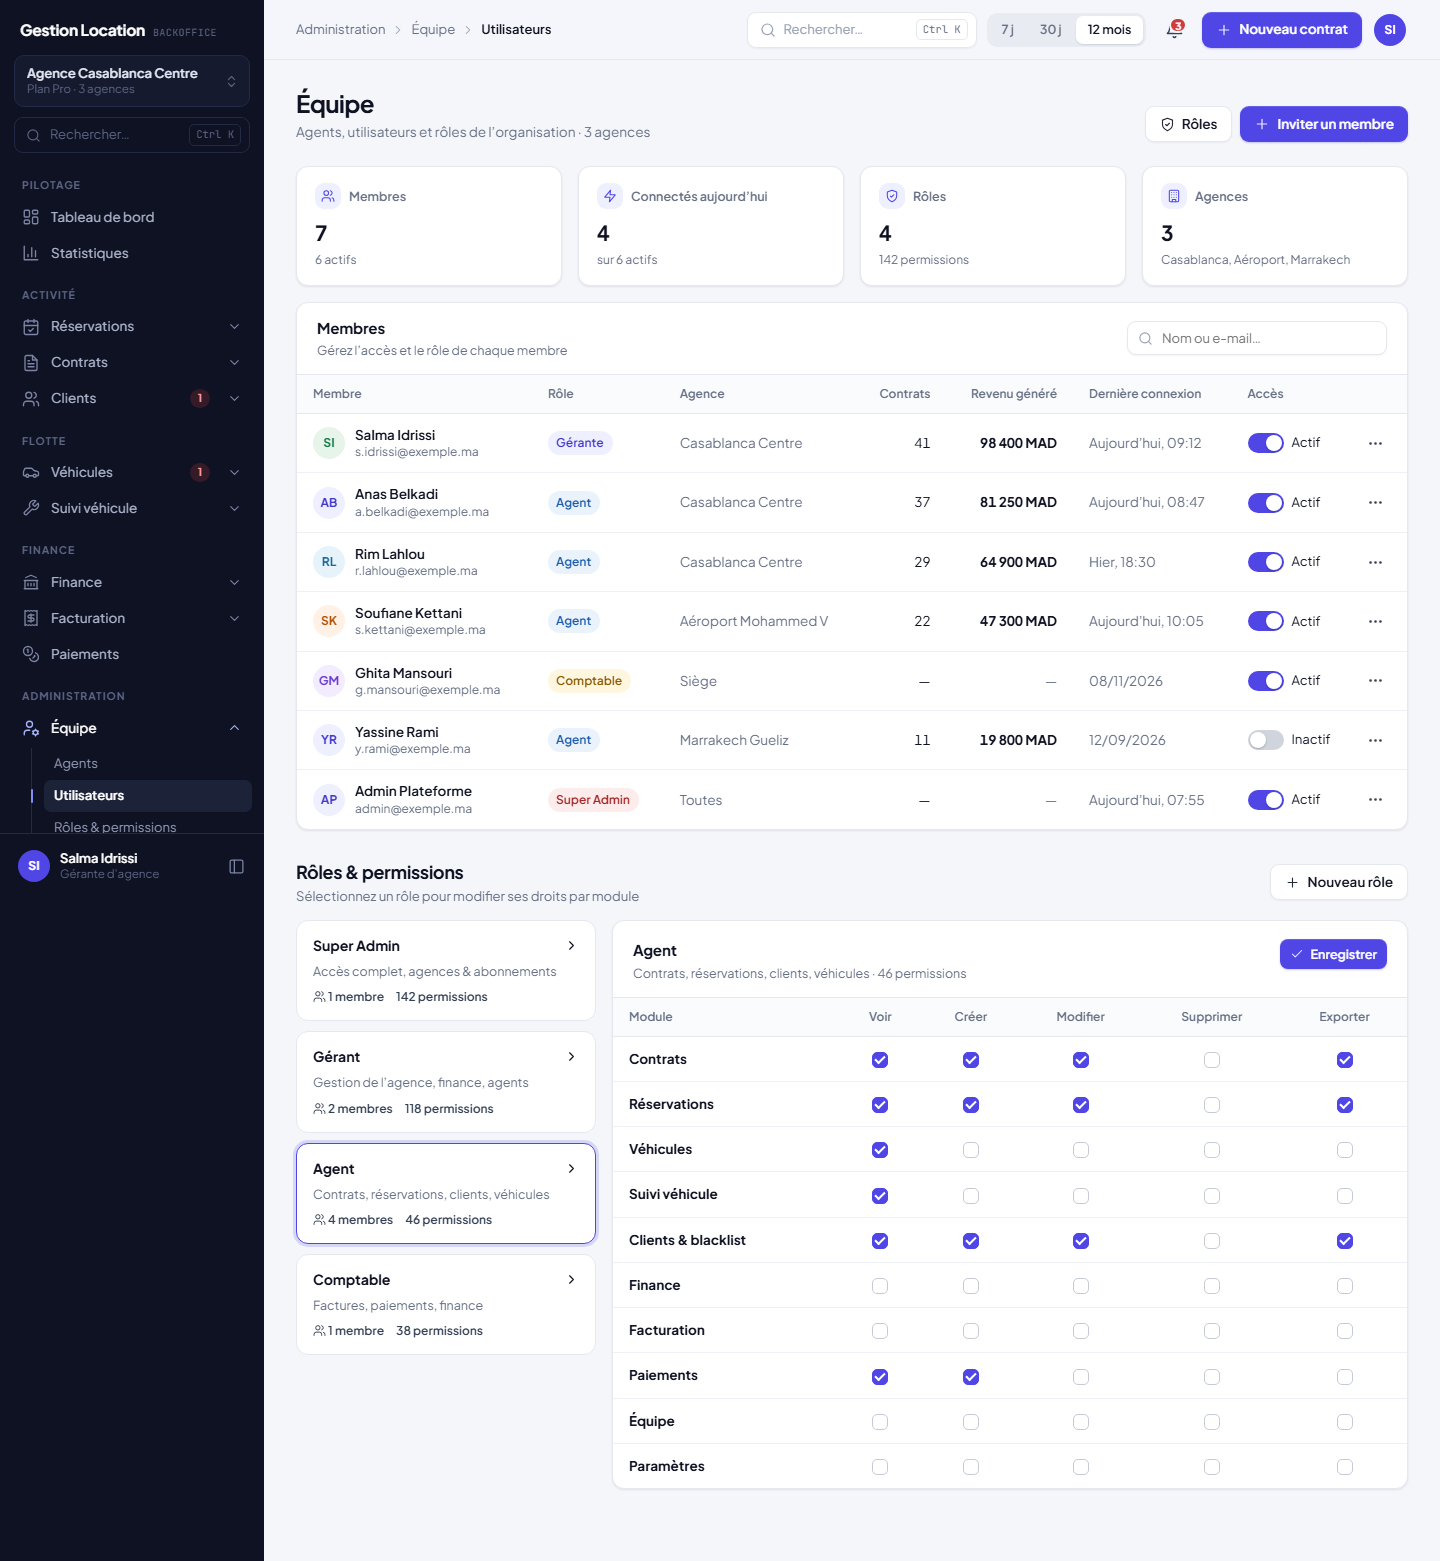 Gestion Location BACKOFFICE
Agence Casablanca Centre
Plan Pro · 3 agences
Rechercher… Ctrl K
PILOTAGE
Tableau de bord
Statistiques
ACTIVITÉ
Réservations
Contrats
Clients 1
FLOTTE
Véhicules 1
Suivi véhicule
FINANCE
Finance
Facturation
Paiements
ADMINISTRATION
Équipe
Agents
Utilisateurs
Rôles & permissions
SI Salma Idrissi
Gérante d'agence
Administration > Équipe > Utilisateurs
Rechercher… Ctrl K
7 j 30 j 12 mois
3
+ Nouveau contrat
SI
Équipe
Agents, utilisateurs et rôles de l'organisation · 3 agences
Rôles
+ Inviter un membre
Membres
7
6 actifs
Connectés aujourd'hui
4
sur 6 actifs
Rôles
4
142 permissions
Agences
3
Casablanca, Aéroport, Marrakech
Membres
Gérez l'accès et le rôle de chaque membre
Nom ou e-mail…
Membre Rôle Agence Contrats Revenu généré Dernière connexion Accès
SI Salma Idrissi s.idrissi@exemple.ma Gérante Casablanca Centre 41 98 400 MAD Aujourd'hui, 09:12 Actif ···
AB Anas Belkadi a.belkadi@exemple.ma Agent Casablanca Centre 37 81 250 MAD Aujourd'hui, 08:47 Actif ···
RL Rim Lahlou r.lahlou@exemple.ma Agent Casablanca Centre 29 64 900 MAD Hier, 18:30 Actif ···
SK Soufiane Kettani s.kettani@exemple.ma Agent Aéroport Mohammed V 22 47 300 MAD Aujourd'hui, 10:05 Actif ···
GM Ghita Mansouri g.mansouri@exemple.ma Comptable Siège — — 08/11/2026 Actif ···
YR Yassine Rami y.rami@exemple.ma Agent Marrakech Gueliz 11 19 800 MAD 12/09/2026 Inactif ···
AP Admin Plateforme admin@exemple.ma Super Admin Toutes — — Aujourd'hui, 07:55 Actif ···
Rôles & permissions
Sélectionnez un rôle pour modifier ses droits par module
+ Nouveau rôle
Super Admin
Accès complet, agences & abonnements
1 membre 142 permissions
Gérant
Gestion de l'agence, finance, agents
2 membres 118 permissions
Agent
Contrats, réservations, clients, véhicules
4 membres 46 permissions
Comptable
Factures, paiements, finance
1 membre 38 permissions
Agent
Contrats, réservations, clients, véhicules · 46 permissions
Enregistrer
Module Voir Créer Modifier Supprimer Exporter
Contrats
Réservations
Véhicules
Suivi véhicule
Clients & blacklist
Finance
Facturation
Paiements
Équipe
Paramètres